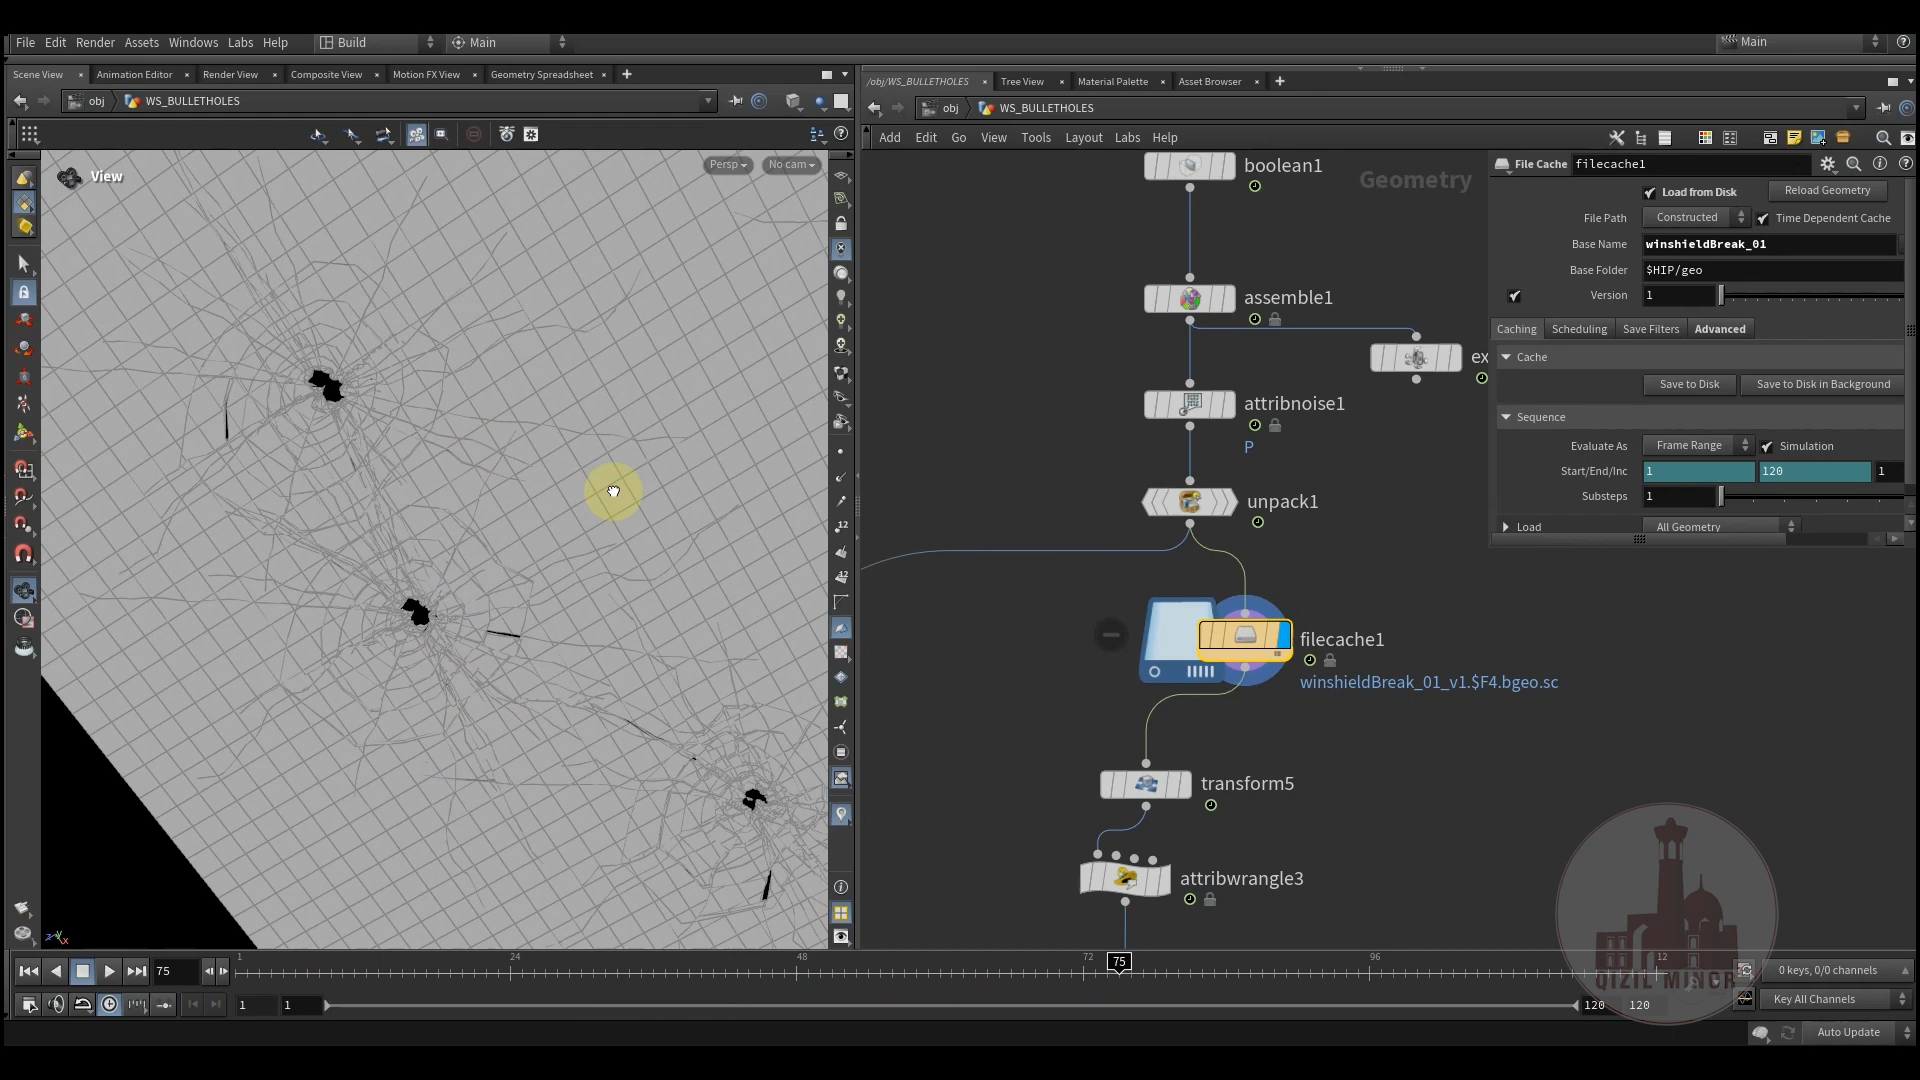 File Edit Render Assets Windows Labs Help Build Main Main
Scene View Animation Editor Render View Composite View Motion FX View Geometry Spreadsheet
obj WS_BULLETHOLES
View
Persp No cam
/obj/WS_BULLETHOLES Tree View Material Palette Asset Browser
obj WS_BULLETHOLES
Add Edit Go View Tools Layout Labs Help
Geometry
boolean1
assemble1
ex
attribnoise1
P
unpack1
filecache1
winshieldBreak_01_v1.$F4.bgeo.sc
transform5
attribwrangle3
File Cache filecache1
Load from Disk Reload Geometry
File Path Constructed Time Dependent Cache
Base Name winshieldBreak_01
Base Folder $HIP/geo
Version 1
Caching Scheduling Save Filters Advanced
Cache
Save to Disk Save to Disk in Background
Sequence
Evaluate As Frame Range Simulation
Start/End/Inc 1 120 1
Substeps 1
Load All Geometry
75 1 24 48 72 75 96 12
1 1 120 120
0 keys, 0/0 channels
Key All Channels
Auto Update
QIZIL MINOR